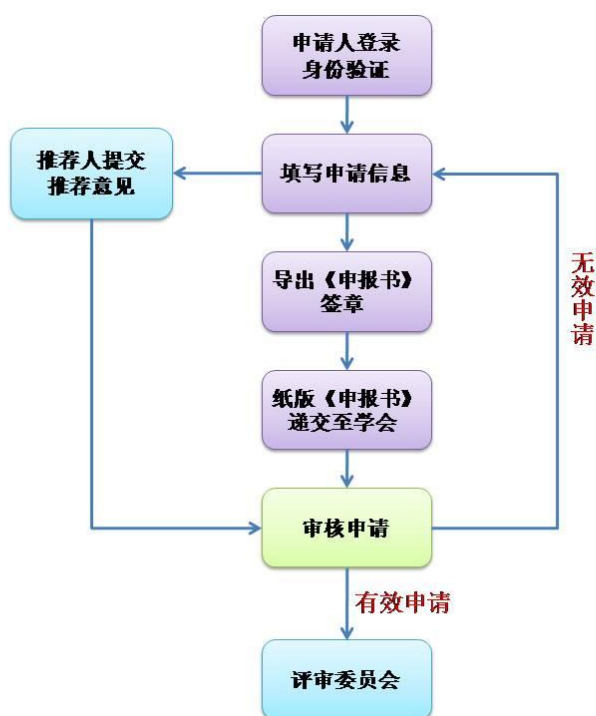 申请人登录
身份验证
推荐人提交
推荐意见
填写申请信息
导出《申报书》
签章
无效申请
纸版《申报书》
递交至学会
审核申请
有效申请
评审委员会